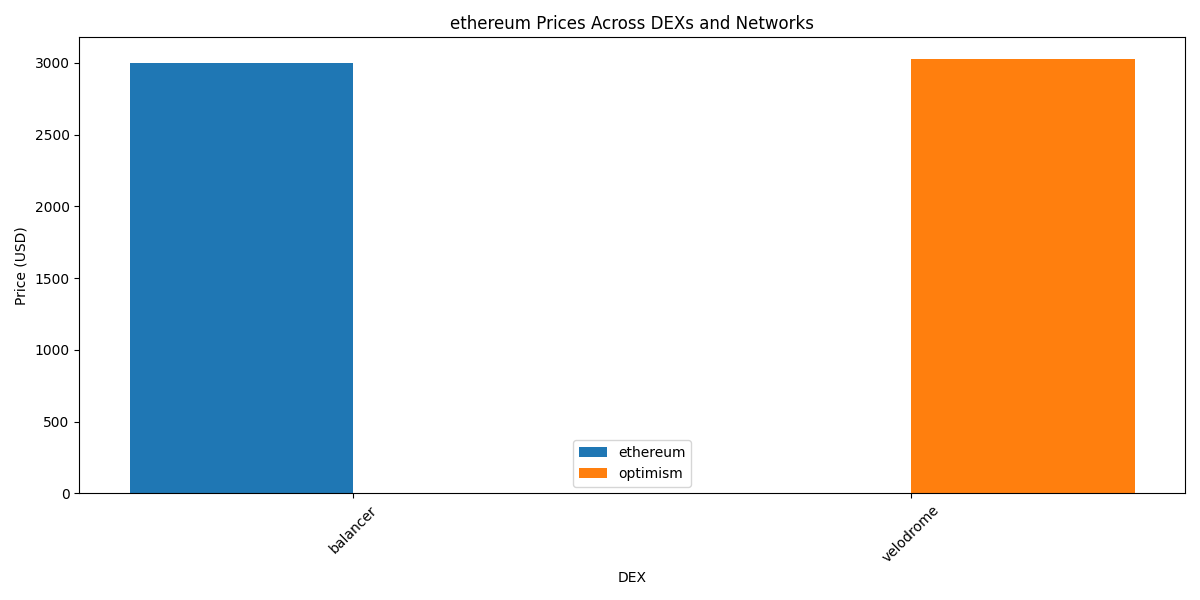 ethereum Prices Across DEXs and Networks
Price (USD)
3000
2500
2000
1500
1000
500
0
ethereum
optimism
balancer
velodrome
DEX